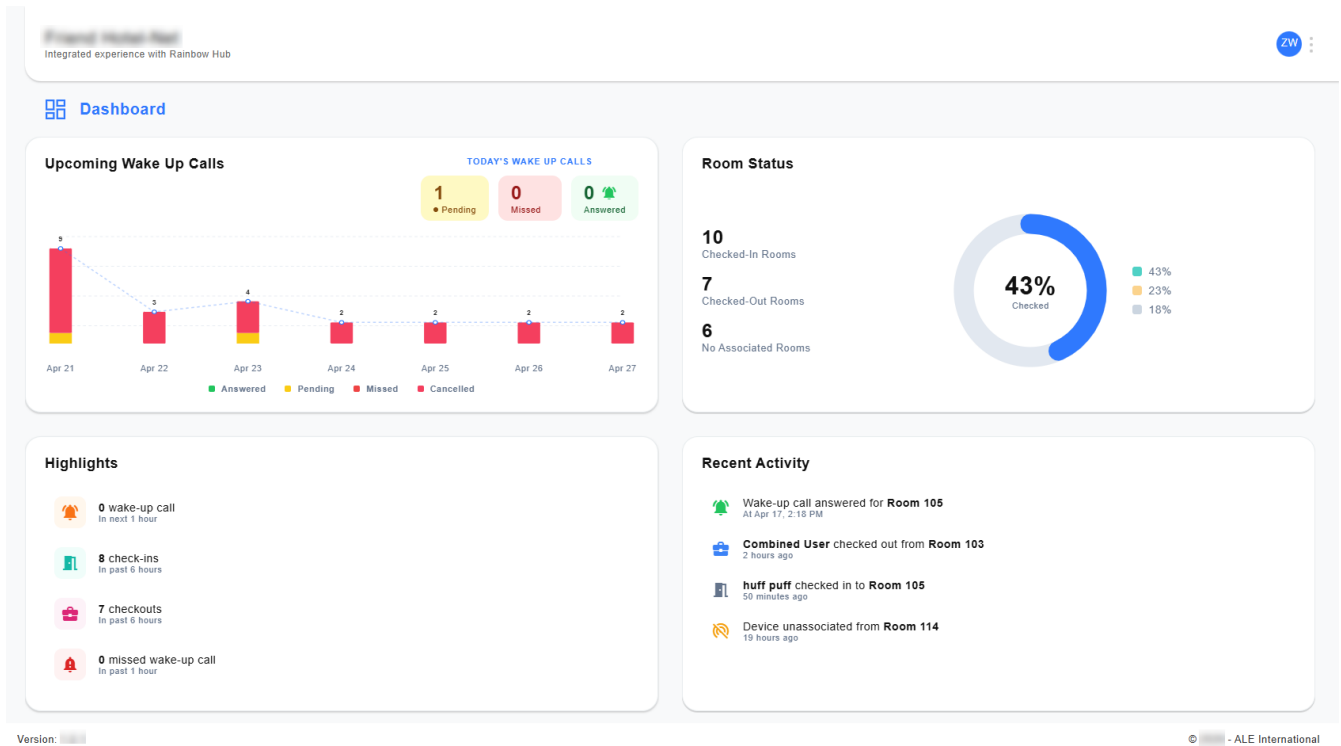 Integrated experience with Rainbow Hub
ZW
Dashboard
Upcoming Wake Up Calls
TODAY'S WAKE UP CALLS
1
Pending
0
Missed
0
Answered
9
3
4
2
2
2
2
Apr 21
Apr 22
Apr 23
Apr 24
Apr 25
Apr 26
Apr 27
Answered
Pending
Missed
Cancelled
Room Status
10
Checked-In Rooms
7
Checked-Out Rooms
6
No Associated Rooms
43%
Checked
43%
23%
18%
Highlights
0 wake-up call
In next 1 hour
8 check-ins
In past 6 hours
7 checkouts
In past 6 hours
0 missed wake-up call
In past 1 hour
Recent Activity
Wake-up call answered for Room 105
At Apr 17, 2:18 PM
Combined User checked out from Room 103
2 hours ago
huff puff checked in to Room 105
50 minutes ago
Device unassociated from Room 114
19 hours ago
Version:
© - ALE International